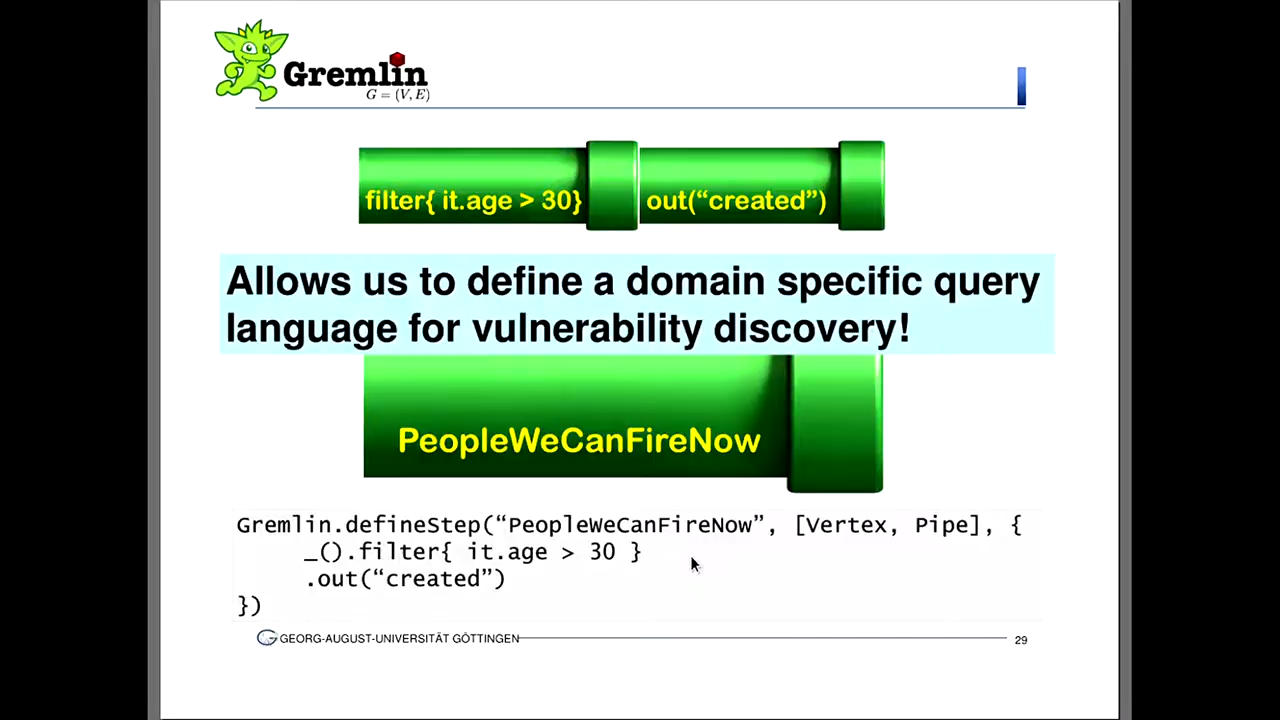 Gremlin
G = (V, E)
filter{ it.age > 30} out(“created”)
Allows us to define a domain specific query
language for vulnerability discovery!
PeopleWeCanFireNow
Gremlin.defineStep(“PeopleWeCanFireNow”, [Vertex, Pipe], {
_().filter{ it.age > 30 }
.out(“created”)
})
GEORG-AUGUST-UNIVERSITÄT GÖTTINGEN
29